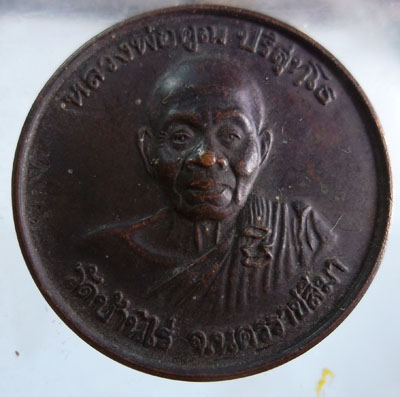 หลวงพ่อคูณ ปริสุทฺโธ
วัดบ้านไร่ จ.นครราชสีมา